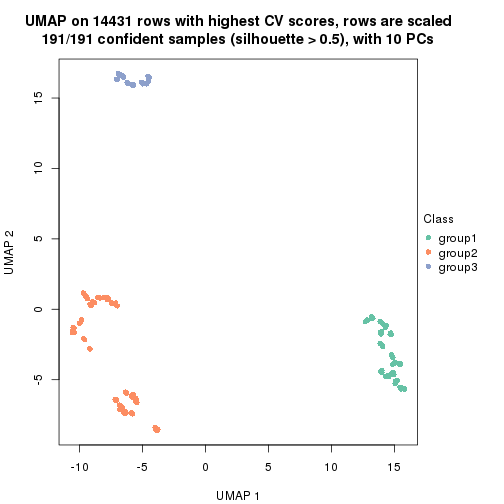 UMAP on 14431 rows with highest CV scores, rows are scaled
191/191 confident samples (silhouette > 0.5), with 10 PCs
15
10
5
0
-5
UMAP 2
-10
-5
0
5
10
15
UMAP 1
Class
group1
group2
group3